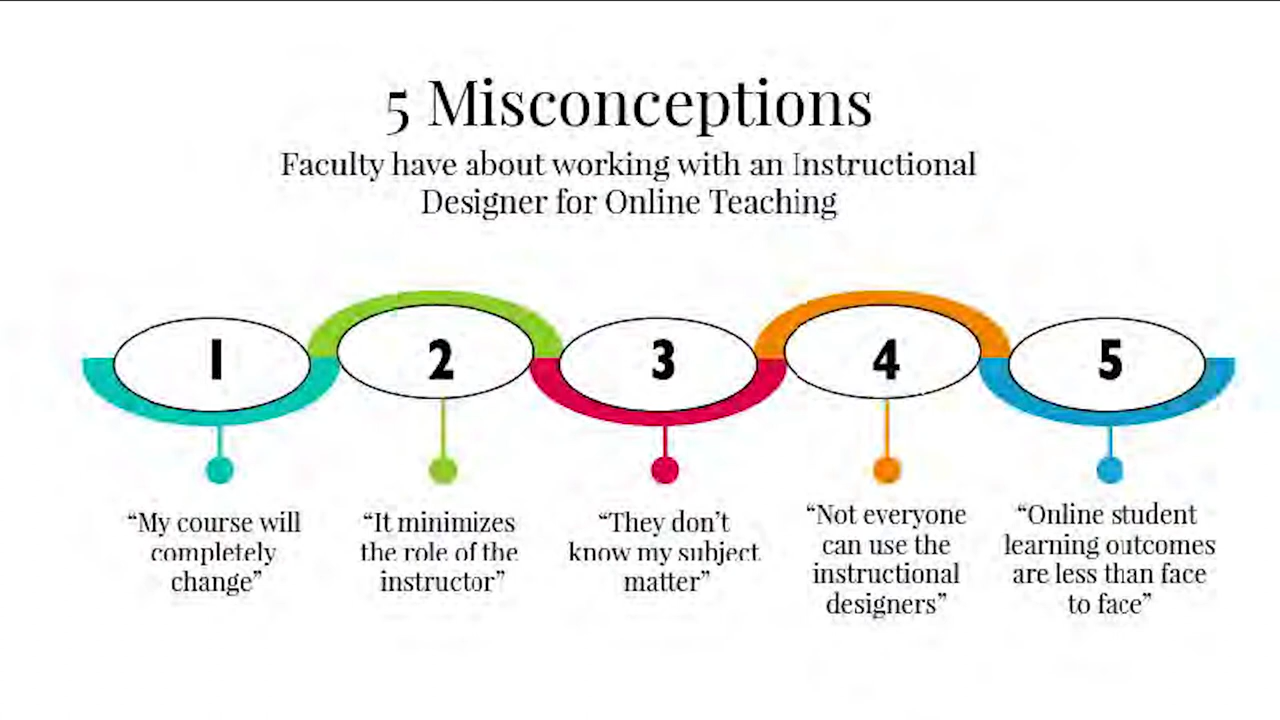 5 Misconceptions
Faculty have about working with an Instructional
Designer for Online Teaching
1
2
3
4
5
“My course will
completely
change”
“It minimizes
the role of the
instructor”
“They don’t
know my subject
matter”
“Not everyone
can use the
instructional
designers”
“Online student
learning outcomes
are less than face
to face”